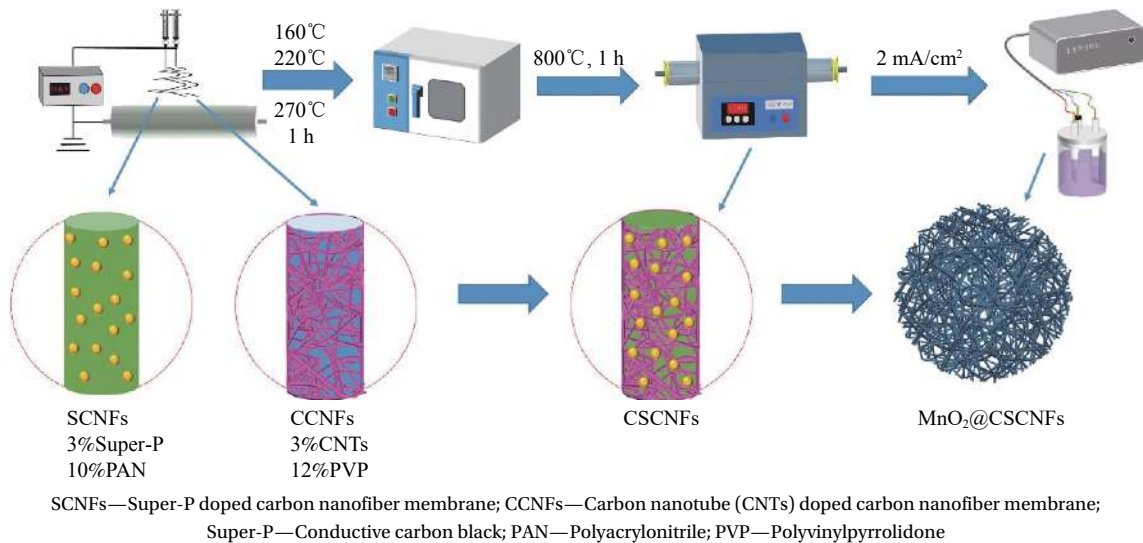 160℃
220℃
270℃
1 h
800℃, 1 h
2 mA/cm²
SCNFs
3%Super-P
10%PAN
CCNFs
3%CNTs
12%PVP
CSCNFs
MnO₂@CSCNFs
SCNFs—Super-P doped carbon nanofiber membrane; CCNFs—Carbon nanotube (CNTs) doped carbon nanofiber membrane;
Super-P—Conductive carbon black; PAN—Polyacrylonitrile; PVP—Polyvinylpyrrolidone